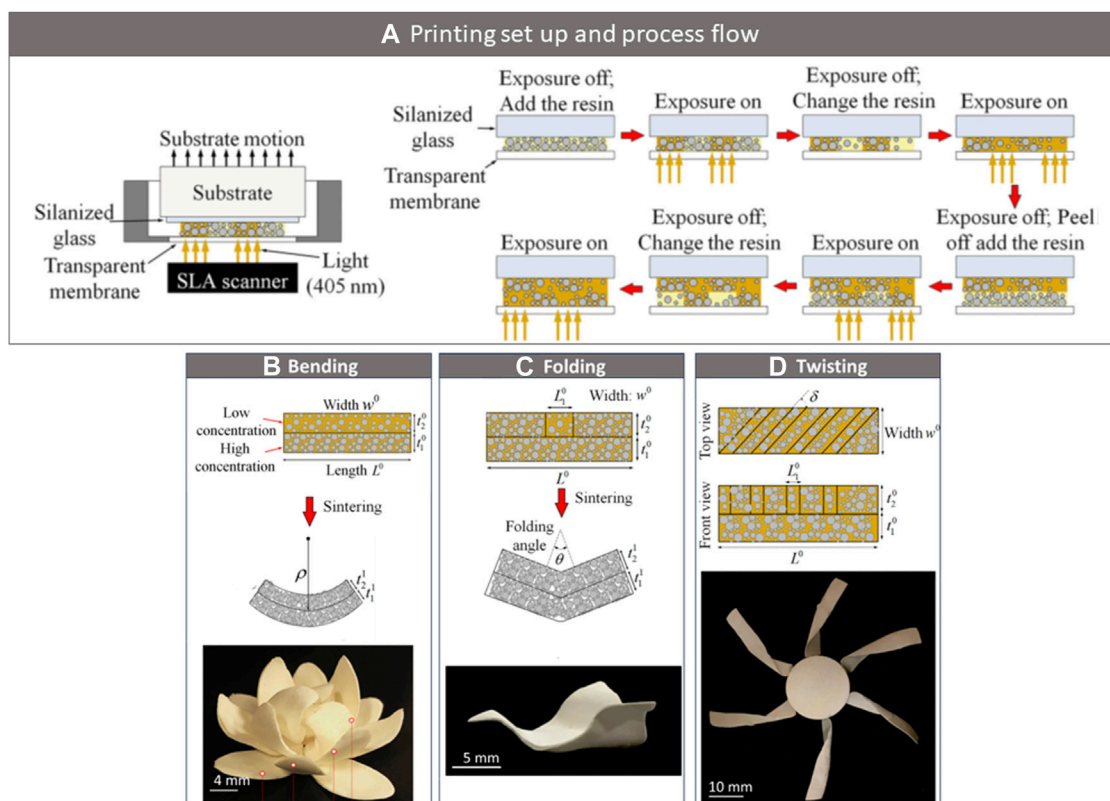 A Printing set up and process flow
Substrate motion
Substrate
Silanized
glass
Transparent
membrane
SLA scanner
Light
(405 nm)
Silanized
glass
Transparent
membrane
Exposure off;
Add the resin
Exposure on
Exposure off;
Change the resin
Exposure on
Exposure off; Peel
off add the resin
Exposure on
Exposure off;
Change the resin
Exposure on
B Bending
Width w⁰
Low
concentration
High
concentration
t₂⁰
t₁⁰
Length L⁰
Sintering
ρ
t₂¹
t₁¹
4 mm
C Folding
L₁⁰
Width: w⁰
t₂⁰
t₁⁰
L⁰
Sintering
Folding
angle
θ
t₂¹
t₁¹
5 mm
D Twisting
δ
Top view
Width w⁰
L₁⁰
Front view
t₂⁰
t₁⁰
L⁰
10 mm